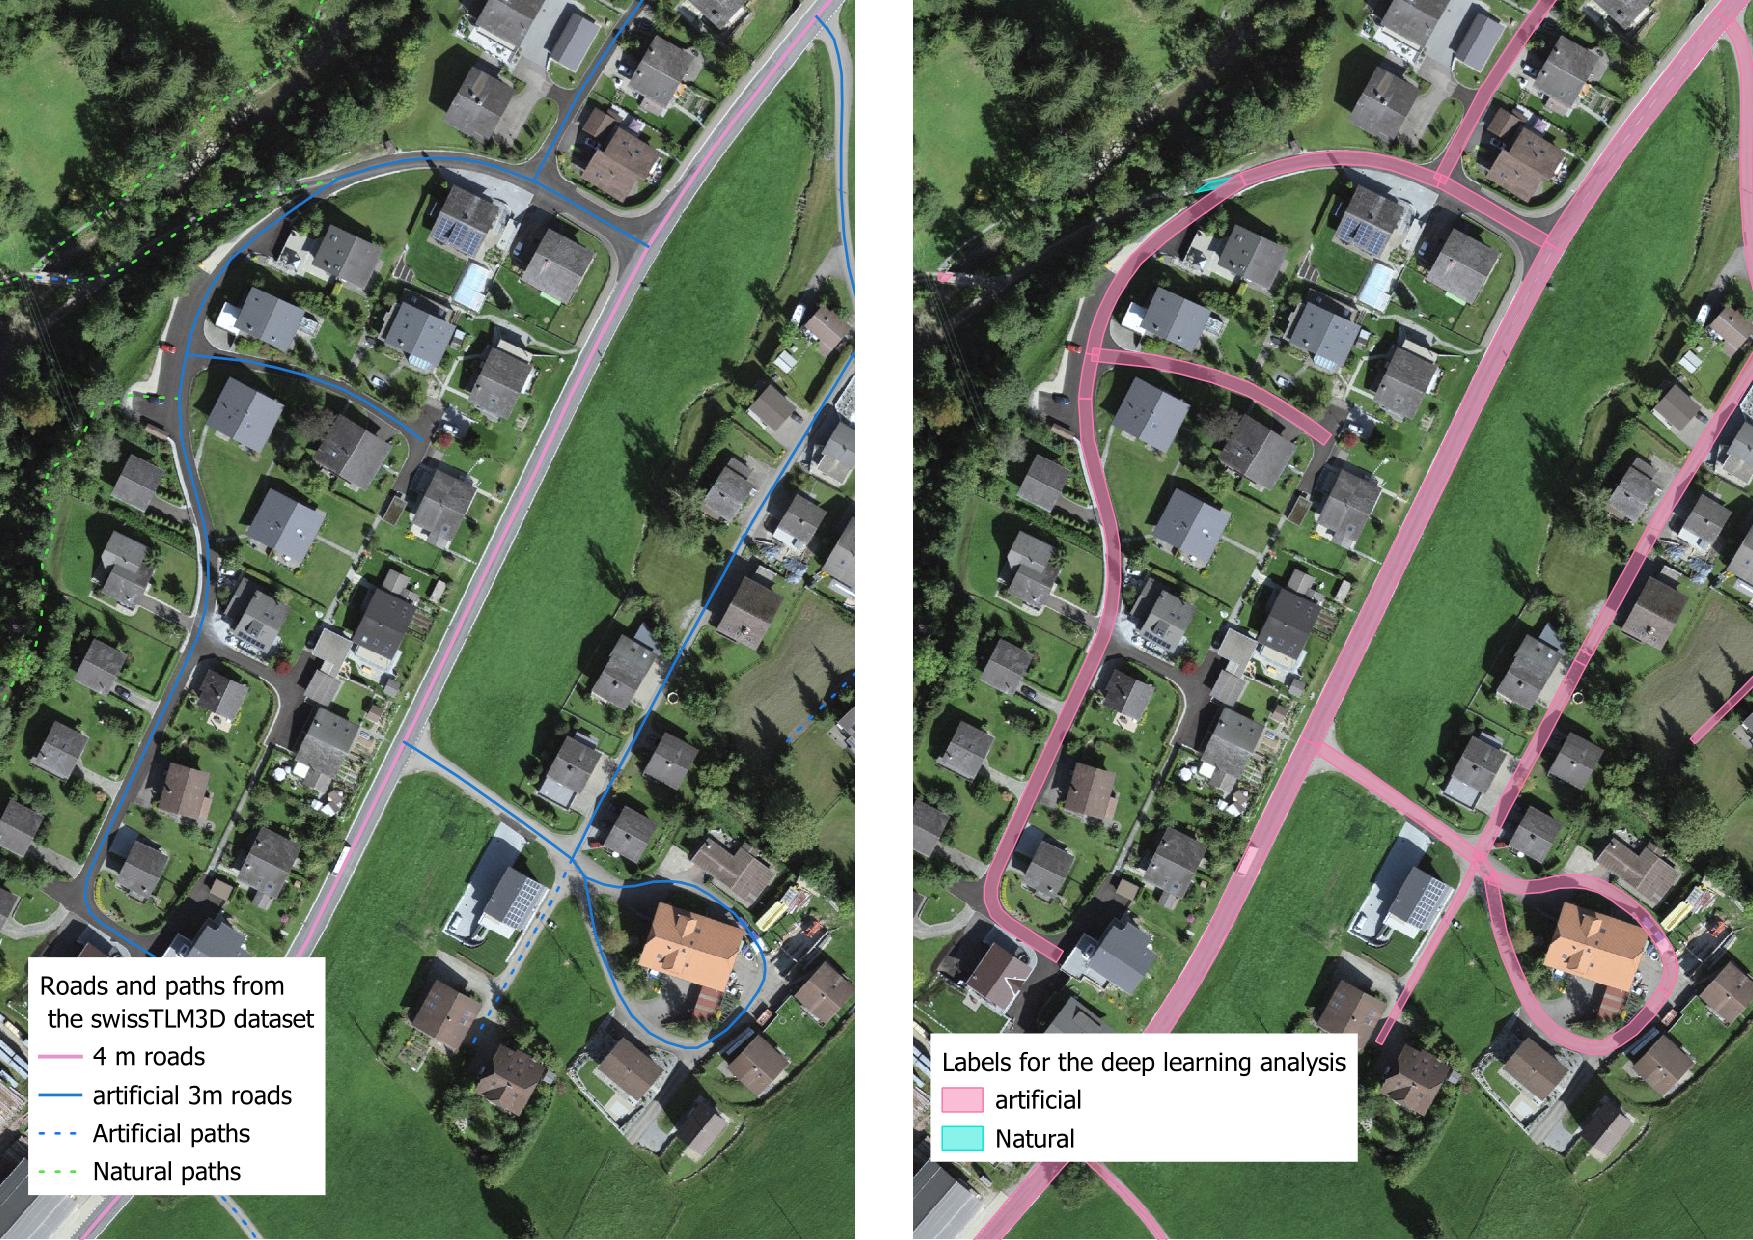 Roads and paths from
the swissTLM3D dataset
4 m roads
artificial 3m roads
Artificial paths
Natural paths
Labels for the deep learning analysis
artificial
Natural